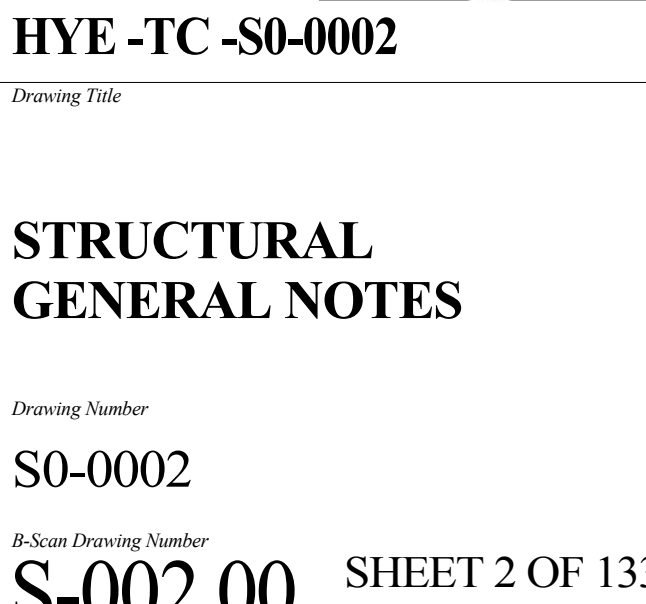 HYE -TC -S0-0002
Drawing Title
STRUCTURAL
GENERAL NOTES
Drawing Number
S0-0002
B-Scan Drawing Number
S-002.00
SHEET 2 OF 133